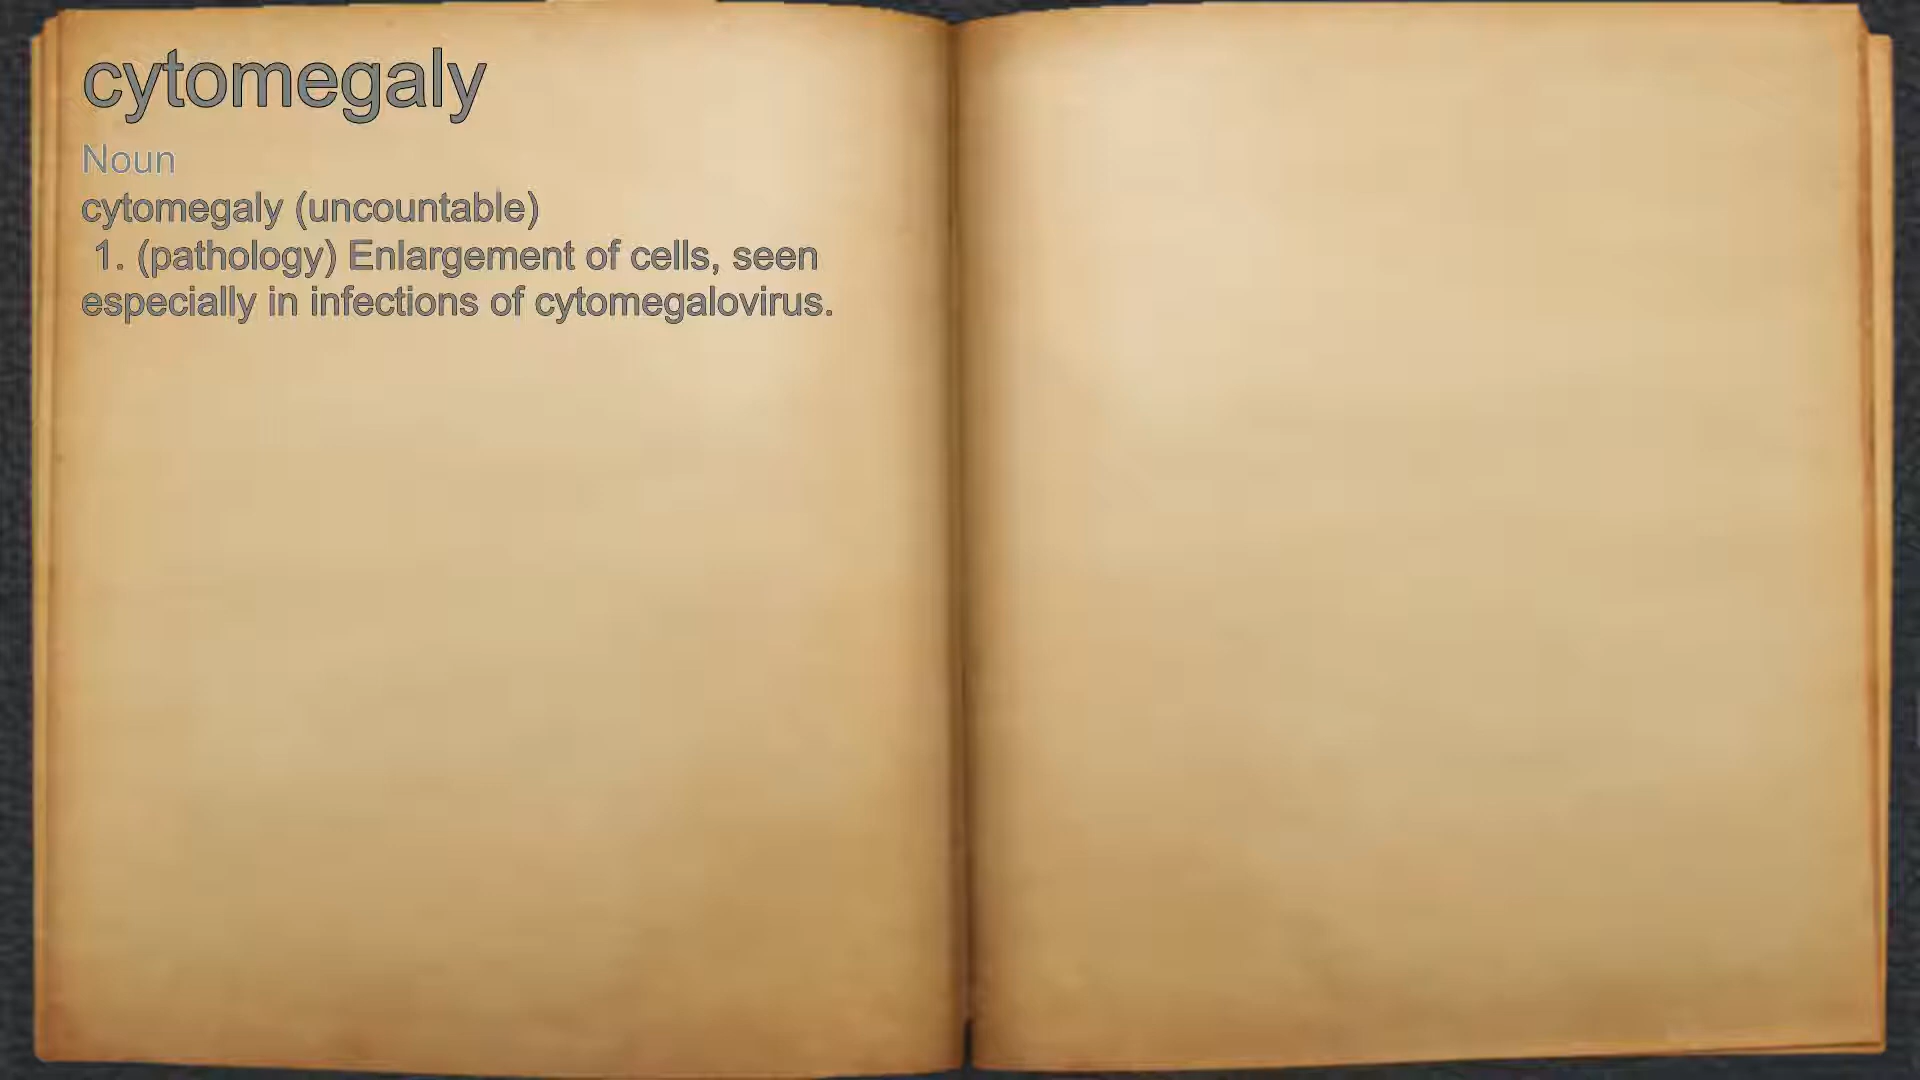 cytomegaly
Noun
cytomegaly (uncountable)
1. (pathology) Enlargement of cells, seen
especially in infections of cytomegalovirus.